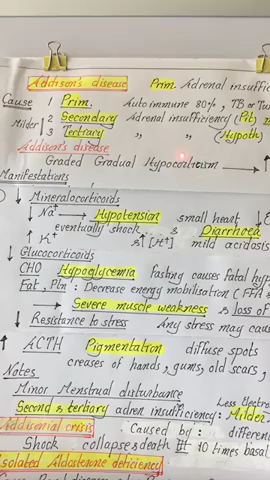 Addison's disease Prim. Adrenal insuffic
Cause 1 Prim. Autoimmune 80%, TB or Tu
Milder 2 Secondary Adrenal insufficiency (Pit)
3 Tertiary " " (Hypoth)
Addison's disease
Graded Gradual Hypocorticism → ↑
Manifestations
↓ Mineralocorticoids
↓ Na⁺ → Hypotension small heart ↓
eventually shock & Diarrhoea
↑ K⁺ & [H⁺] mild acidosis
↓ Glucocorticoids
CHO Hypoglycemia fasting causes fatal hyp
Fat, Ptn: Decrease energy mobilisation (FFA &
→ Severe muscle weakness & loss of
↓ Resistance to stress Any stress may cau
↑ ACTH Pigmentation diffuse spots
creases of hands, gums, old scars,
Notes
Minor Menstrual disturbance Less Electro
Second & tertiary adren insufficiency: Milder,
Addisonian crisis Caused by: differenc
Shock collapse & death 10 times basal
Isolated Aldosterone deficiency